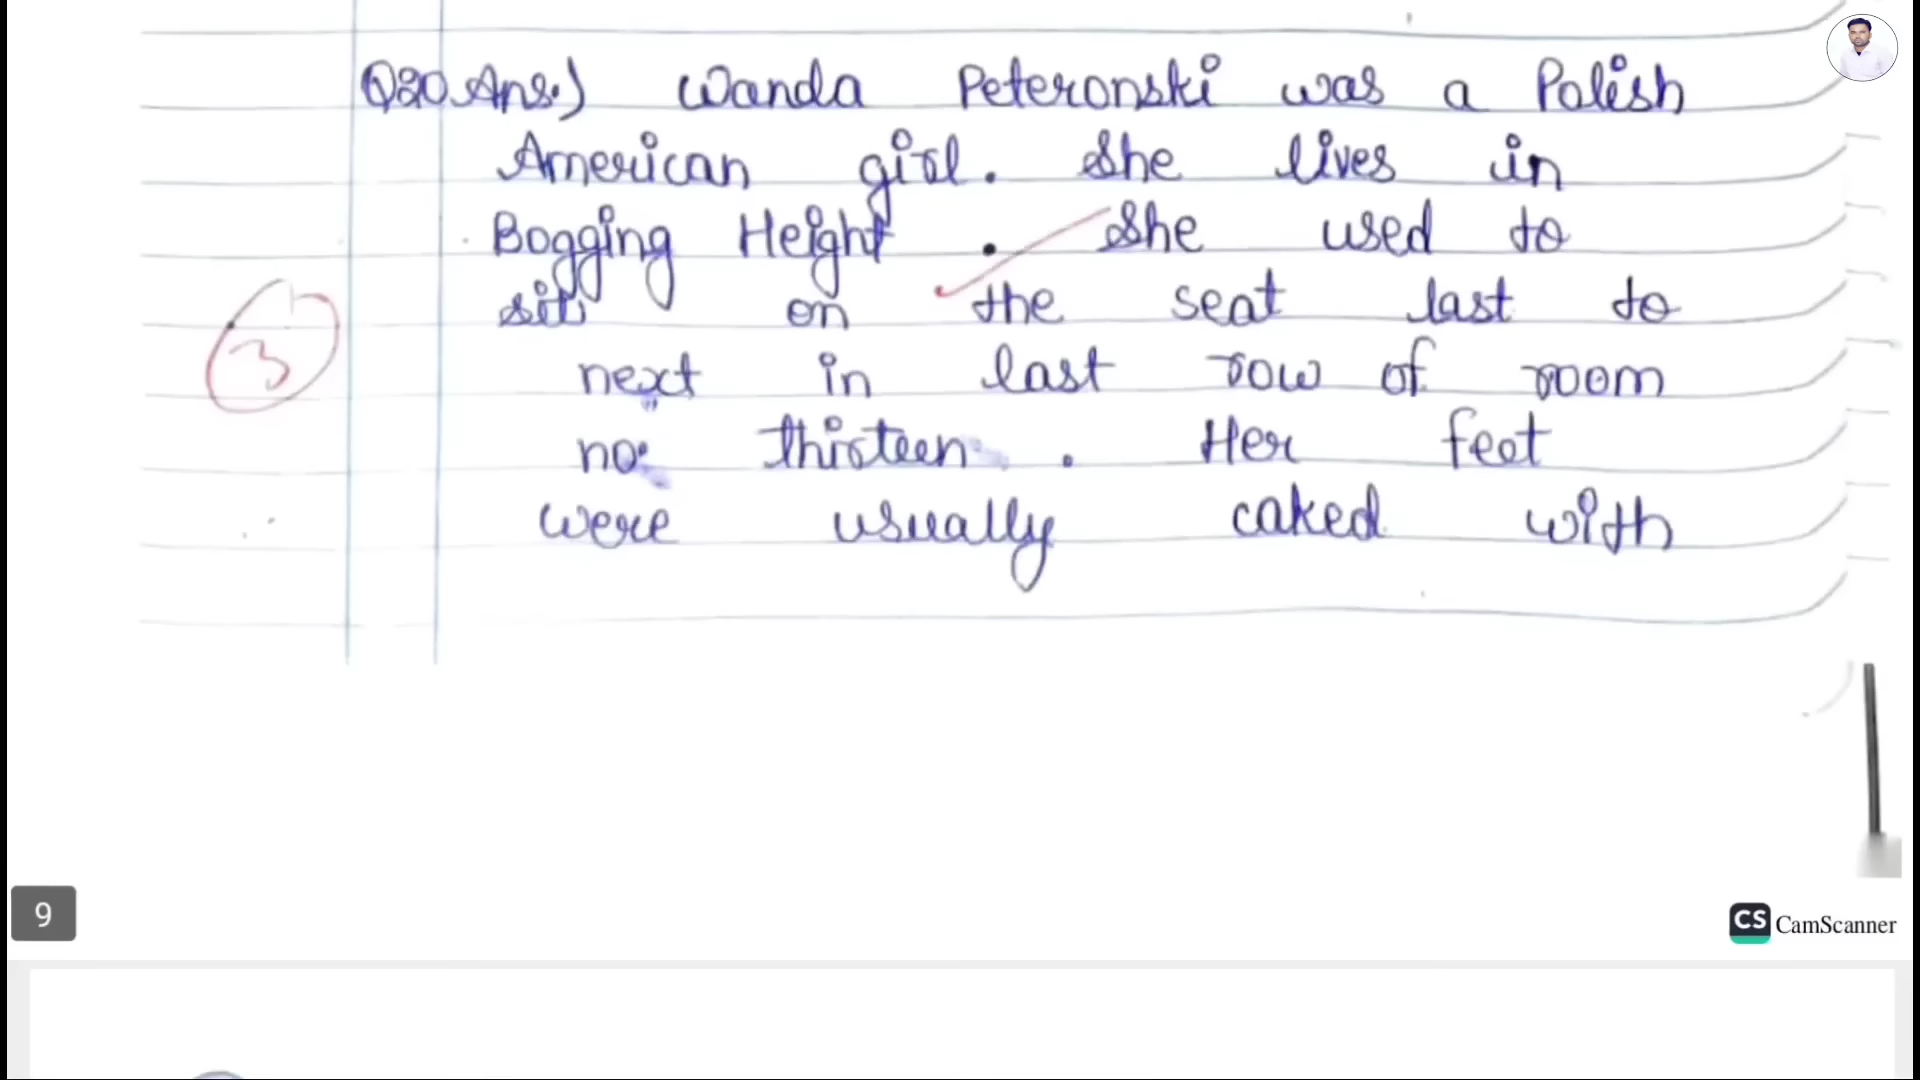 Q20.Ans.) Wanda Peteronski was a Polish
American girl. She lives in
Bogging Height . She used to
sit on the seat last to
next in last row of room
no. thirteen . Her feet
were usually caked with
3
9
CS CamScanner